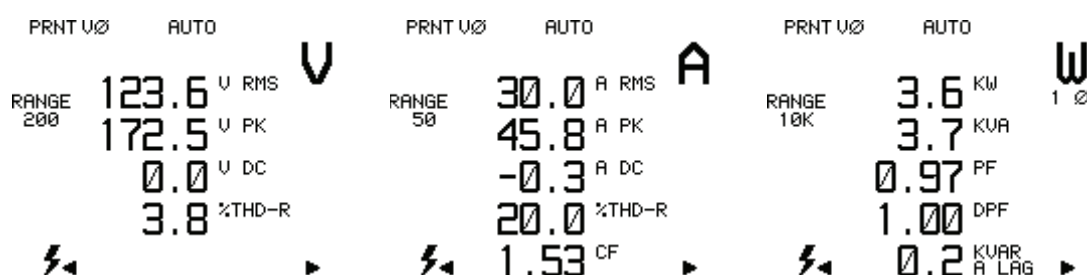 PRNT VØ AUTO
V
123.6 V RMS
RANGE
200
172.5 V PK
0.0 V DC
3.8 %THD-R
PRNT VØ AUTO
A
30.0 A RMS
RANGE
50
45.8 A PK
-0.3 A DC
20.0 %THD-R
1.53 CF
PRNT VØ AUTO
W
1 Ø
3.6 KW
RANGE
10K
3.7 KVA
0.97 PF
1.00 DPF
0.2 KVAR
A LAG